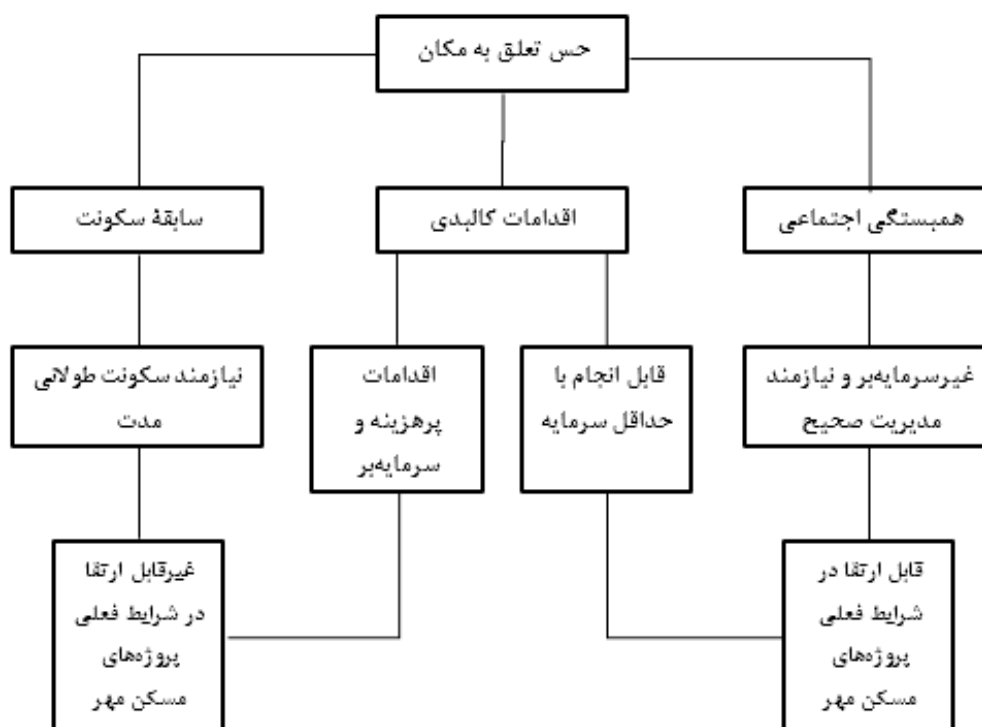 حس تعلق به مکان
همبستگی اجتماعی
اقدامات کالبدی
سابقهٔ سکونت
غیرسرمایه‌بر و نیازمند
مدیریت صحیح
قابل انجام با
حداقل سرمایه
اقدامات
پرهزینه و
سرمایه‌بر
نیازمند سکونت طولانی
مدت
قابل ارتقا در
شرایط فعلی
پروژه‌های
مسکن مهر
غیرقابل ارتقا
در شرایط فعلی
پروژه‌های
مسکن مهر